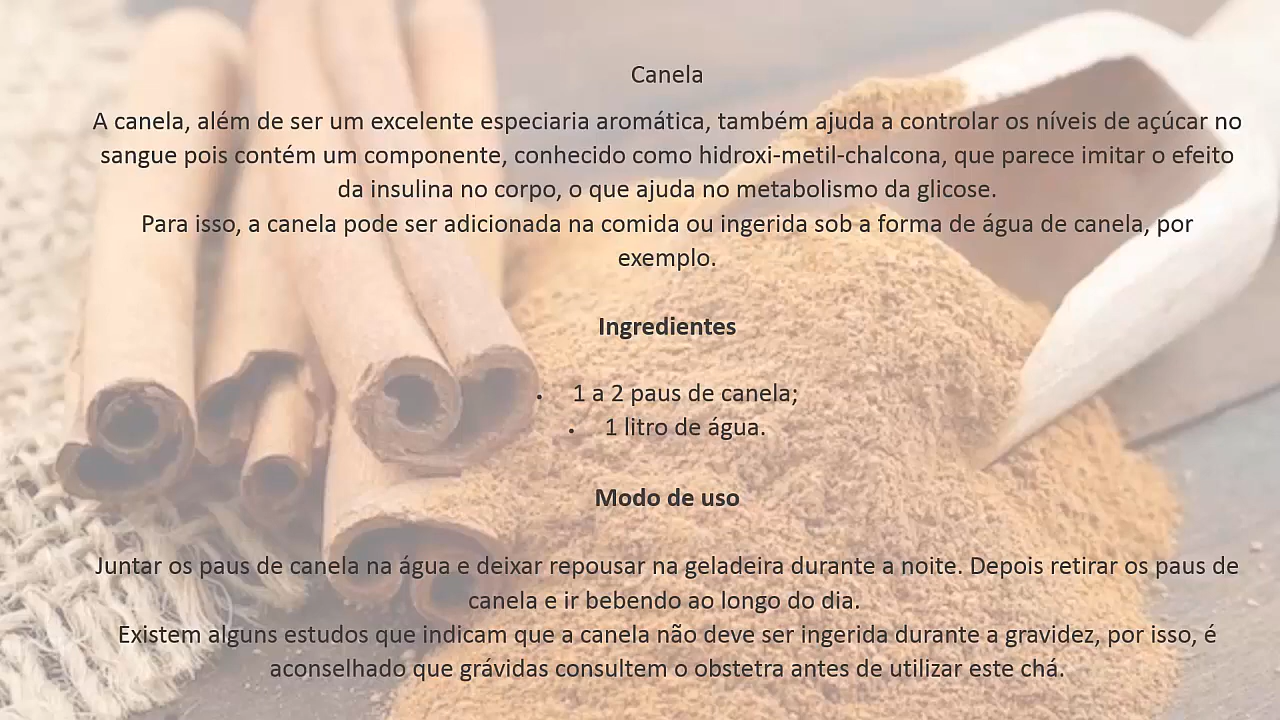 Canela
A canela, além de ser um excelente especiaria aromática, também ajuda a controlar os níveis de açúcar no
sangue pois contém um componente, conhecido como hidroxi-metil-chalcona, que parece imitar o efeito
da insulina no corpo, o que ajuda no metabolismo da glicose.
Para isso, a canela pode ser adicionada na comida ou ingerida sob a forma de água de canela, por
exemplo.
Ingredientes
• 1 a 2 paus de canela;
• 1 litro de água.
Modo de uso
Juntar os paus de canela na água e deixar repousar na geladeira durante a noite. Depois retirar os paus de
canela e ir bebendo ao longo do dia.
Existem alguns estudos que indicam que a canela não deve ser ingerida durante a gravidez, por isso, é
aconselhado que grávidas consultem o obstetra antes de utilizar este chá.